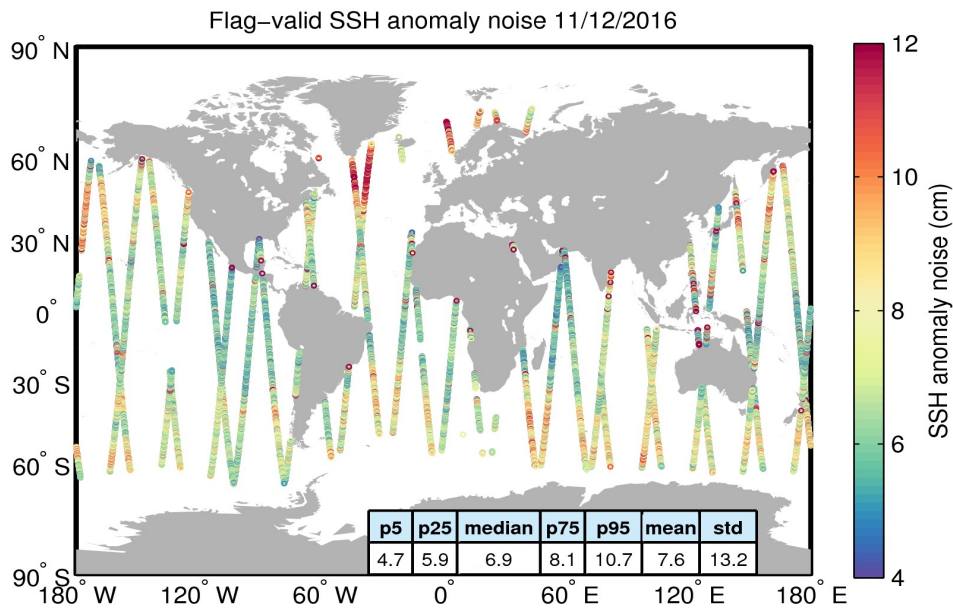 Flag-valid SSH anomaly noise 11/12/2016
90° N
60° N
30° N
0°
30° S
60° S
90° S
180° W 120° W 60° W 0° 60° E 120° E 180° E
p5 p25 median p75 p95 mean std
4.7 5.9 6.9 8.1 10.7 7.6 13.2
12
10
8
6
4
SSH anomaly noise (cm)